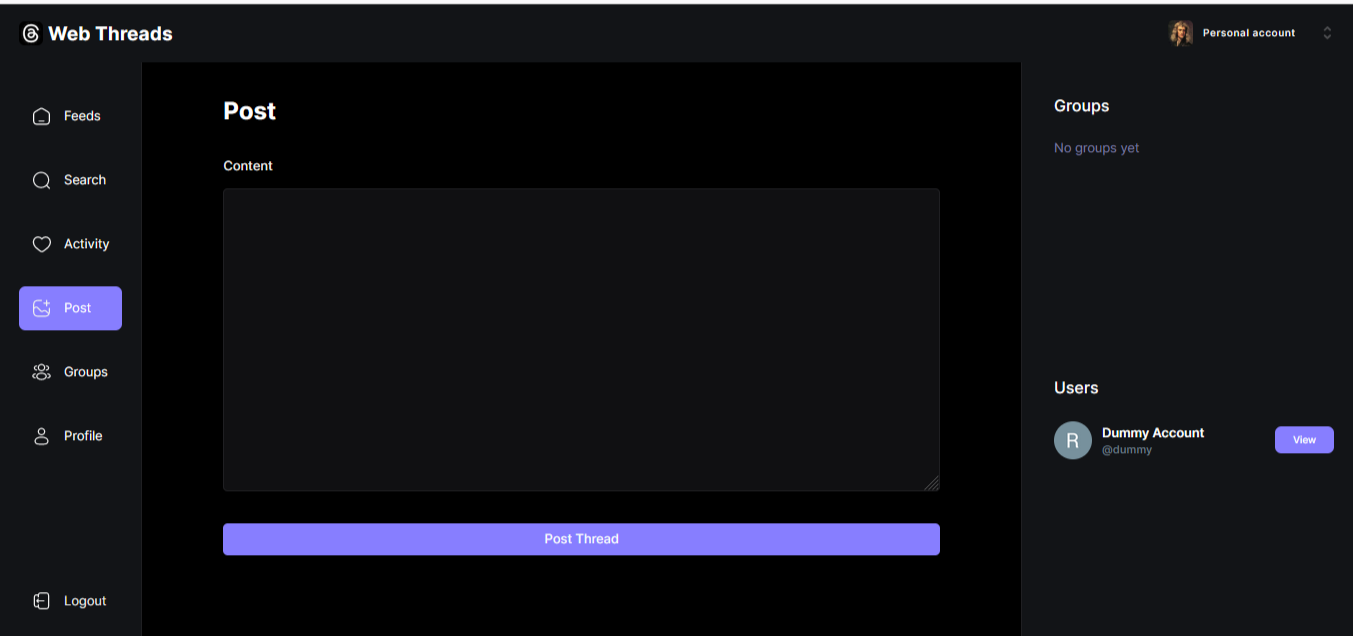 Web Threads
Personal account
Feeds
Search
Activity
Post
Groups
Profile
Logout
Post
Content
Post Thread
Groups
No groups yet
Users
R
Dummy Account
@dummy
View